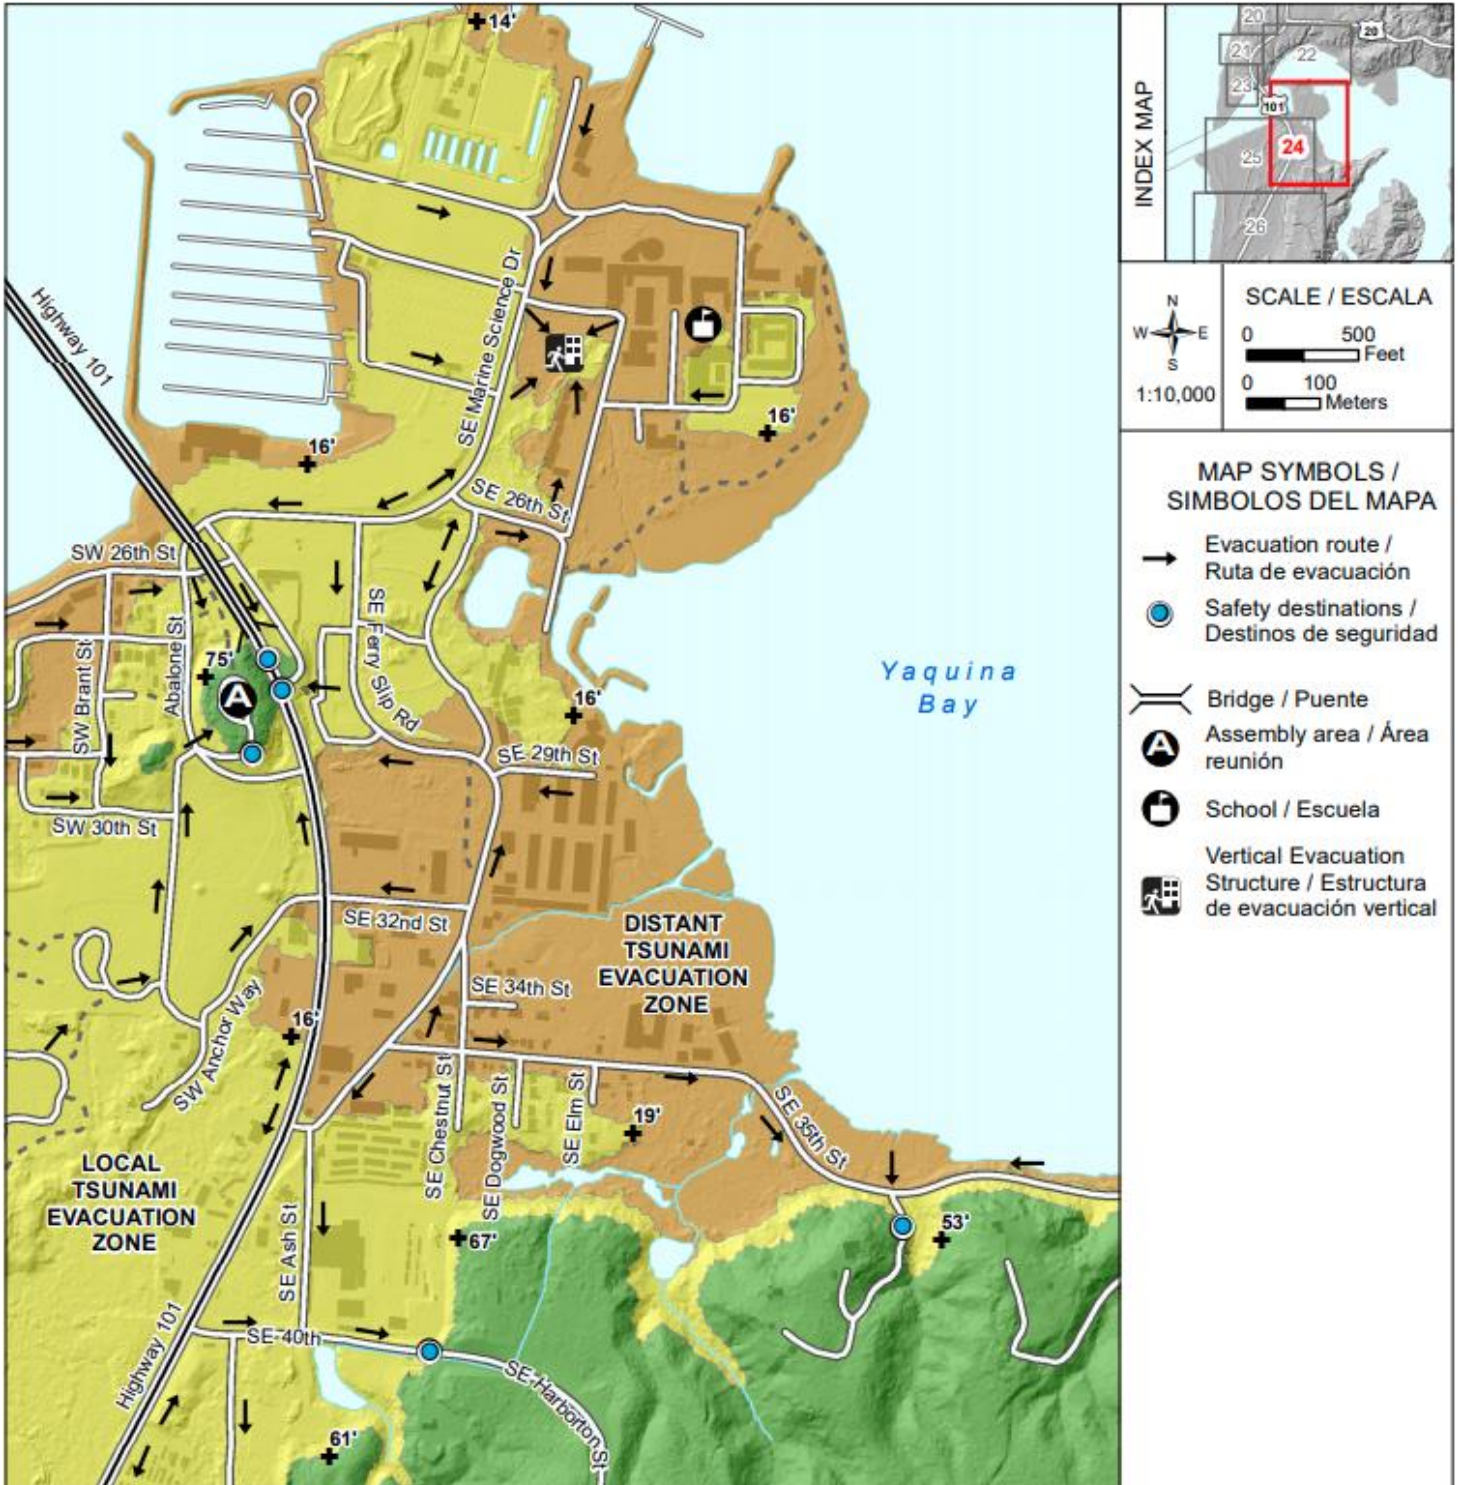 14'
Highway 101
SE Marine Science Dr
16'
16'
SE 26th St
SW 26th St
SE Ferry Slip Rd
SW Brant St
Abalone St
75'
A
16'
SE 29th St
SW 30th St
SE 32nd St
SE 34th St
SW Anchor Way
16'
SE Chestnut St
SE Dogwood St
SE Elm St
19'
SE 35th St
Yaquina
Bay
DISTANT
TSUNAMI
EVACUATION
ZONE
LOCAL
TSUNAMI
EVACUATION
ZONE
SE Ash St
67'
53'
SE 40th
SE Harborton St
Highway 101
61'
INDEX MAP
20
20
21
22
23
101
24
25
26
N
W E
S
1:10,000
SCALE / ESCALA
0 500
Feet
0 100
Meters
MAP SYMBOLS /
SIMBOLOS DEL MAPA
Evacuation route /
Ruta de evacuación
Safety destinations /
Destinos de seguridad
Bridge / Puente
A
Assembly area / Área
reunión
School / Escuela
Vertical Evacuation
Structure / Estructura
de evacuación vertical